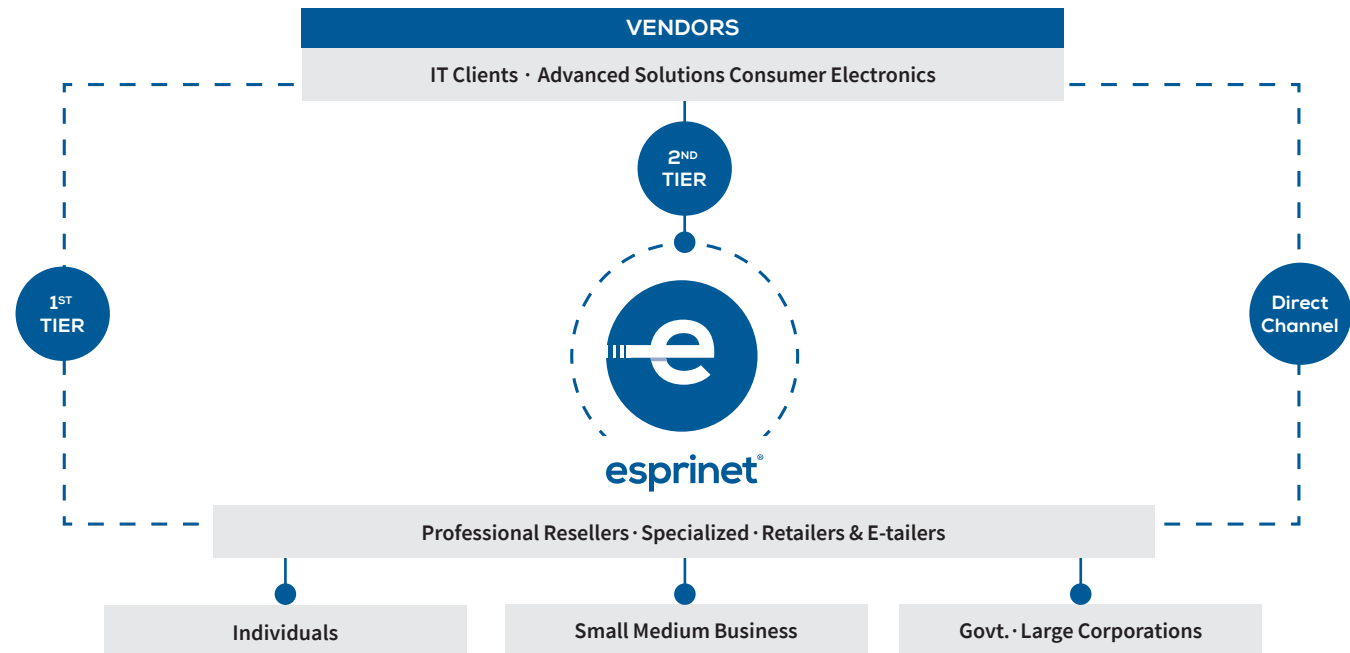 VENDORS
IT Clients · Advanced Solutions Consumer Electronics
2ND
TIER
1ST
TIER
Direct
Channel
e
esprinet®
Professional Resellers · Specialized · Retailers & E-tailers
Individuals
Small Medium Business
Govt. · Large Corporations